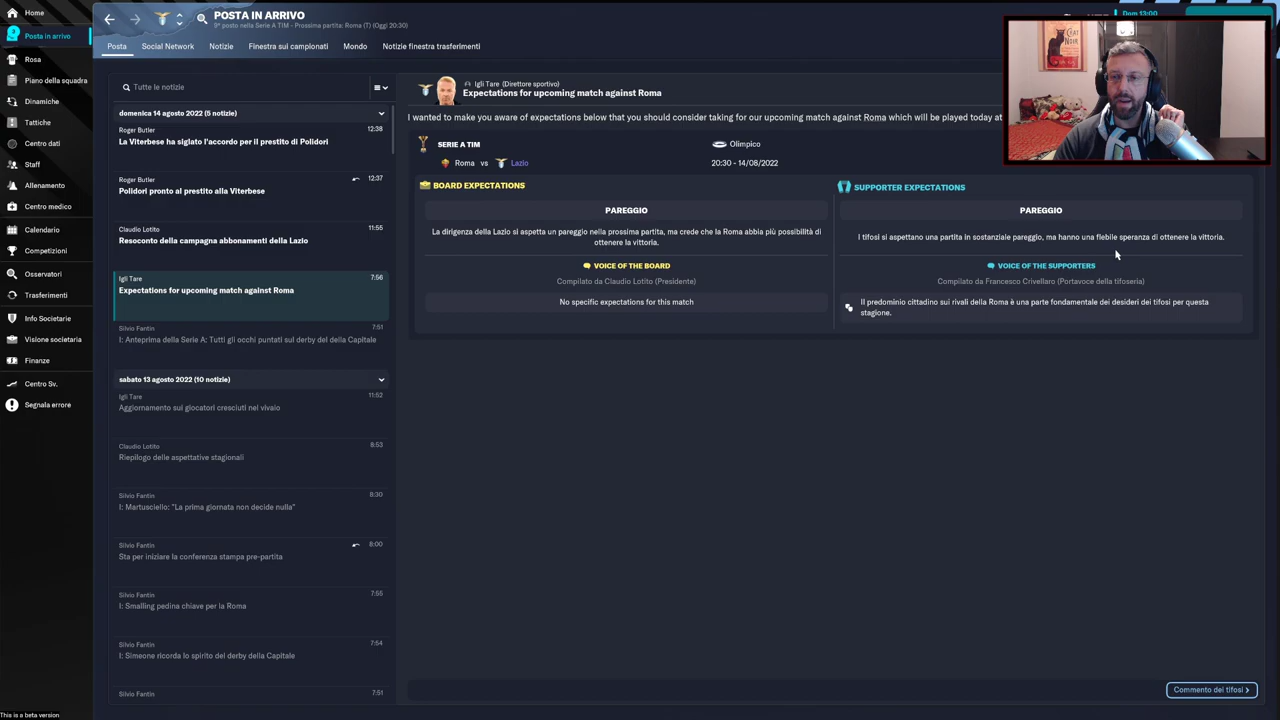 Home
Posta in arrivo
Rosa
Piano della squadra
Dinamiche
Tattiche
Centro dati
Staff
Allenamento
Centro medico
Calendario
Competizioni
Osservatori
Trasferimenti
Info Societarie
Visione societaria
Finanze
Centro Sv.
Segnala errore
This is a beta version
POSTA IN ARRIVO
9° posto nella Serie A TIM - Prossima partita: Roma (T) (Oggi 20:30)
Dom 13:00
Posta
Social Network
Notizie
Finestra sui campionati
Mondo
Notizie finestra trasferimenti
Tutte le notizie
domenica 14 agosto 2022 (5 notizie)
Roger Butler 12:38
La Viterbese ha siglato l'accordo per il prestito di Polidori
Roger Butler 12:37
Polidori pronto al prestito alla Viterbese
Claudio Lotito 11:56
Resoconto della campagna abbonamenti della Lazio
Igli Tare 7:56
Expectations for upcoming match against Roma
Silvio Fantin 7:51
I: Anteprima della Serie A: Tutti gli occhi puntati sul derby del della Capitale
sabato 13 agosto 2022 (10 notizie)
Igli Tare 11:52
Aggiornamento sui giocatori cresciuti nel vivaio
Claudio Lotito 8:53
Riepilogo delle aspettative stagionali
Silvio Fantin 8:30
I: Martusciello: "La prima giornata non decide nulla"
Silvio Fantin 8:00
Sta per iniziare la conferenza stampa pre-partita
Silvio Fantin 7:55
I: Smalling pedina chiave per la Roma
Silvio Fantin 7:54
I: Simeone ricorda lo spirito del derby della Capitale
Silvio Fantin 7:51
Igli Tare (Direttore sportivo)
Expectations for upcoming match against Roma
I wanted to make you aware of expectations below that you should consider taking for our upcoming match against Roma which will be played today at
SERIE A TIM
Roma vs Lazio
Olimpico
20:30 - 14/08/2022
BOARD EXPECTATIONS
PAREGGIO
La dirigenza della Lazio si aspetta un pareggio nella prossima partita, ma crede che la Roma abbia più possibilità di
ottenere la vittoria.
VOICE OF THE BOARD
Compilato da Claudio Lotito (Presidente)
No specific expectations for this match
SUPPORTER EXPECTATIONS
PAREGGIO
I tifosi si aspettano una partita in sostanziale pareggio, ma hanno una flebile speranza di ottenere la vittoria.
VOICE OF THE SUPPORTERS
Compilato da Francesco Crivellaro (Portavoce della tifoseria)
Il predominio cittadino sui rivali della Roma è una parte fondamentale dei desideri dei tifosi per questa
stagione.
Commento dei tifosi
CHAT
NOIR